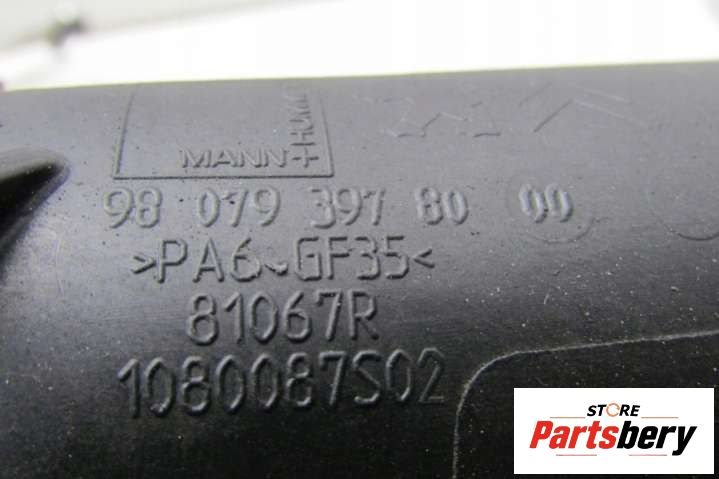 MANN+HUMMEL
98 079 397 80 00
>PA6-GF35<
81067R
1080087S02
STORE
Partsbery